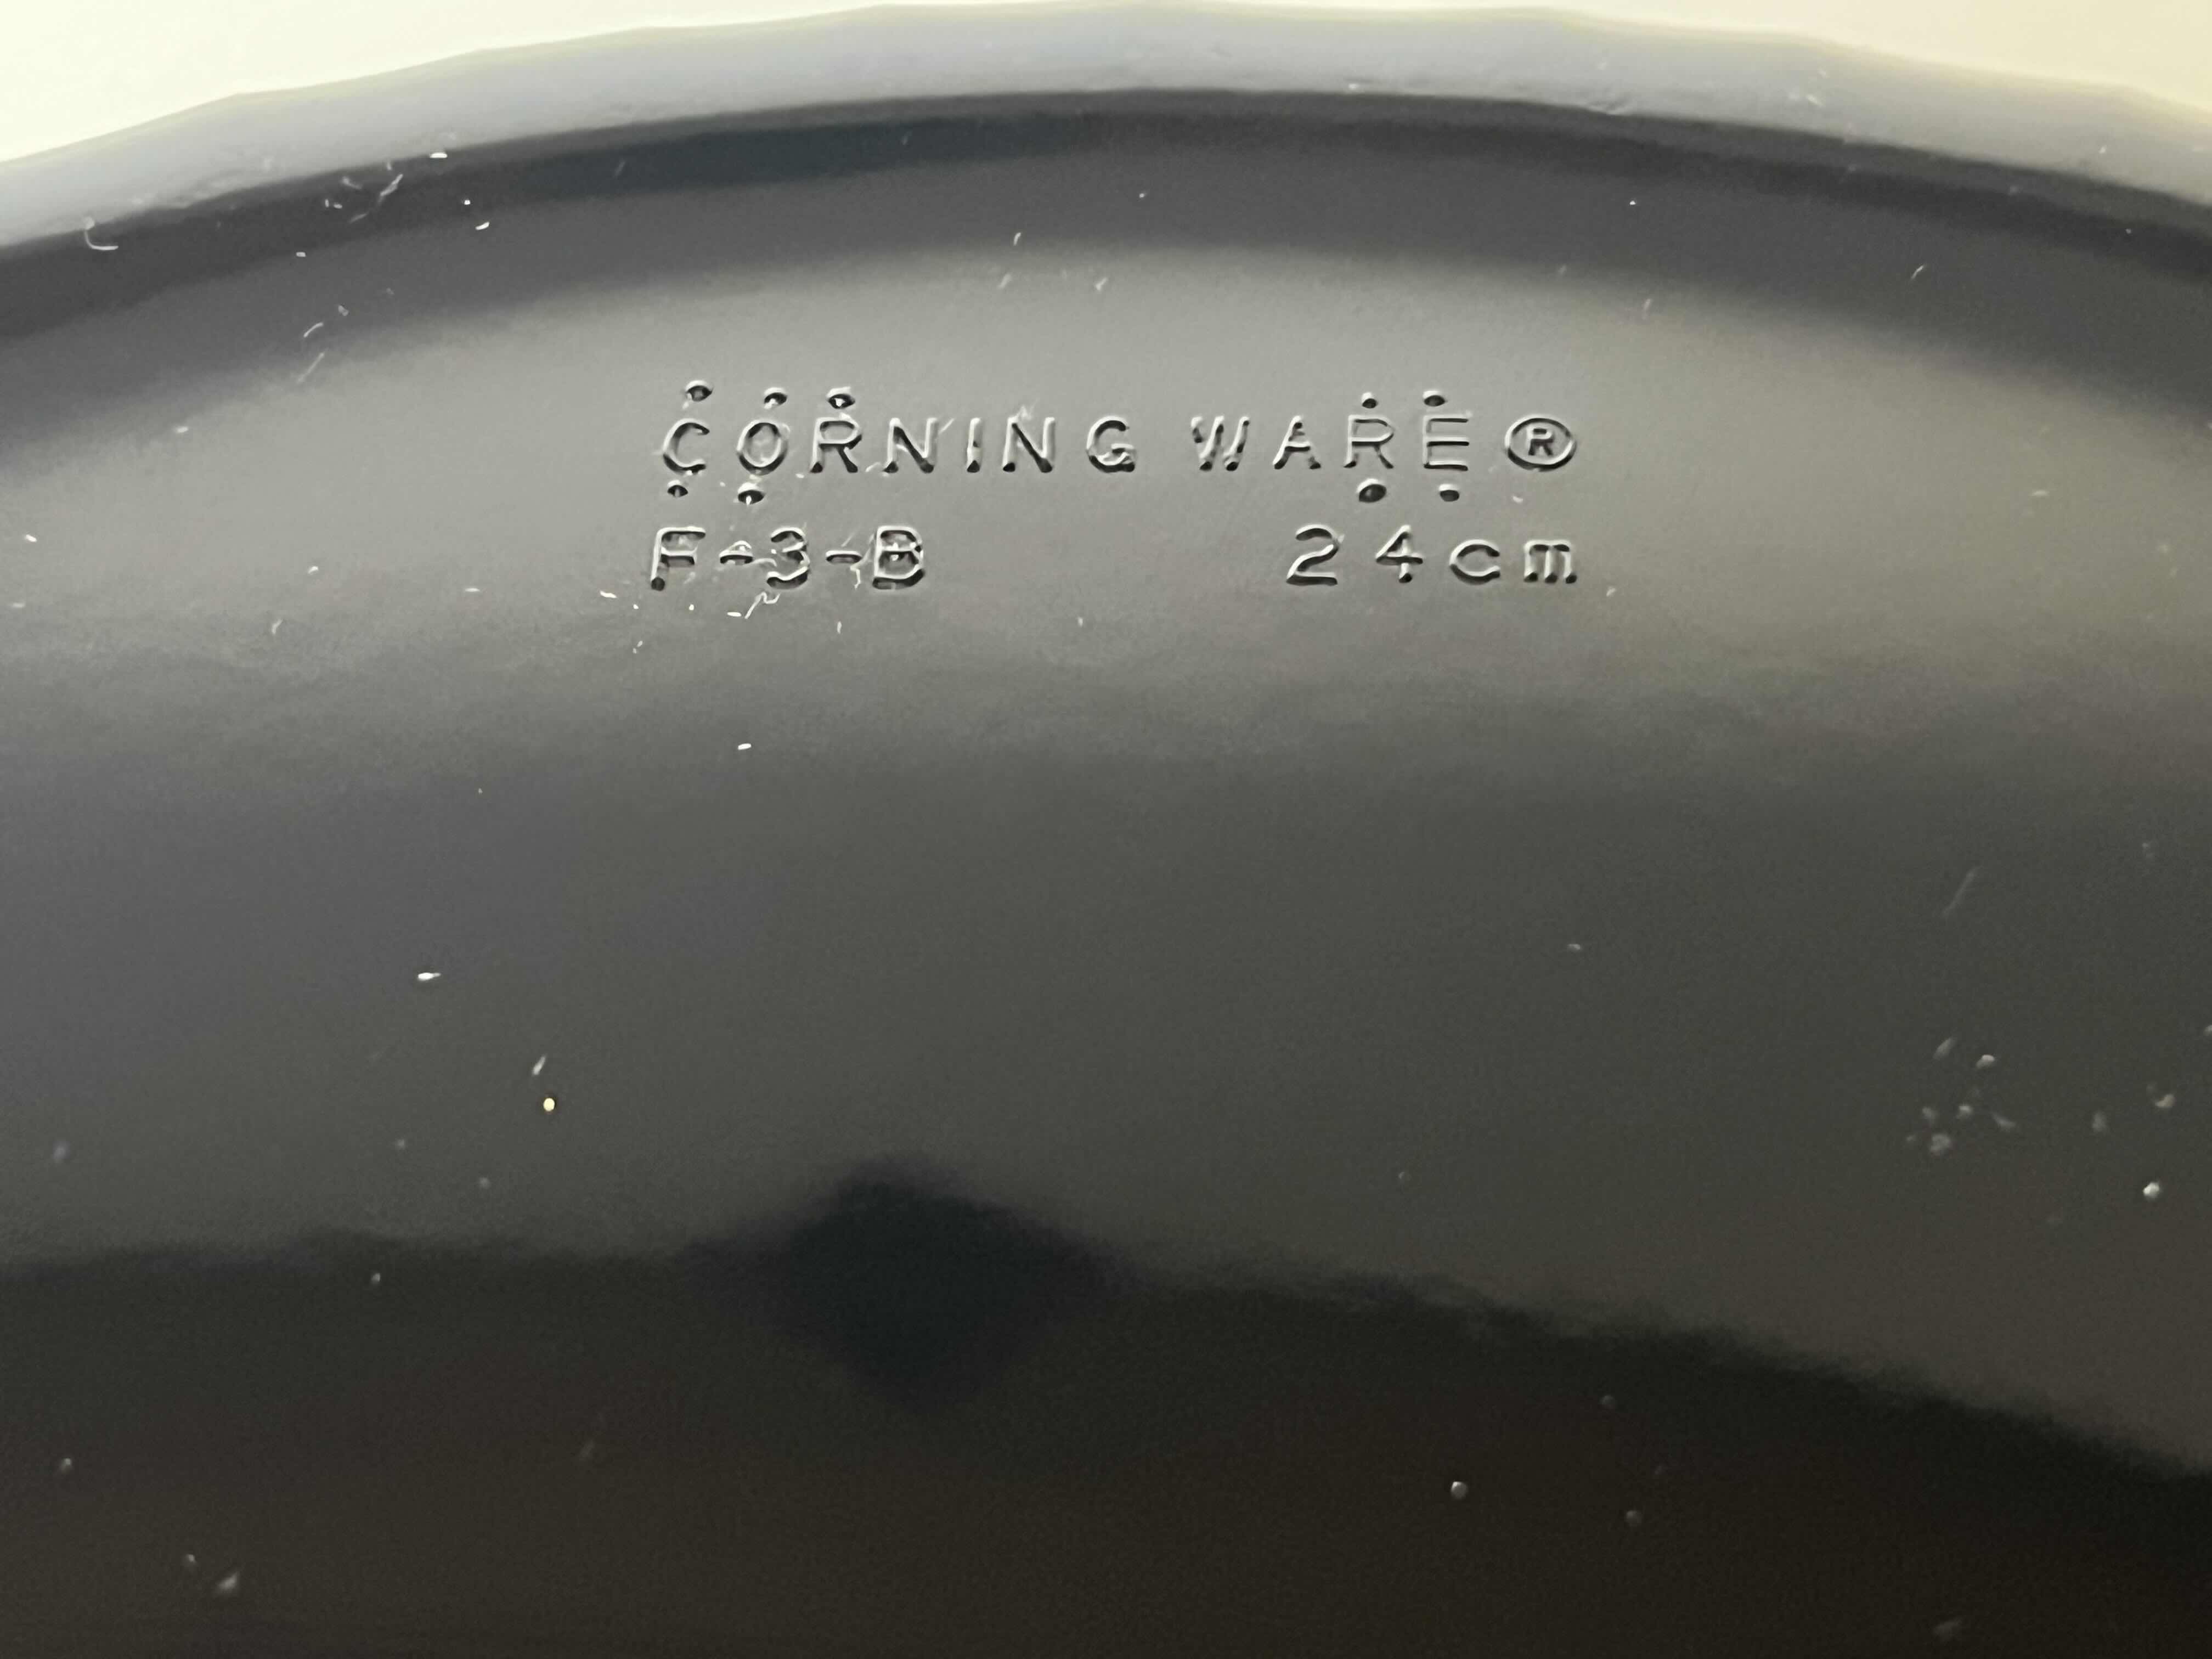 CORNING WARE®
F-3-B 24cm